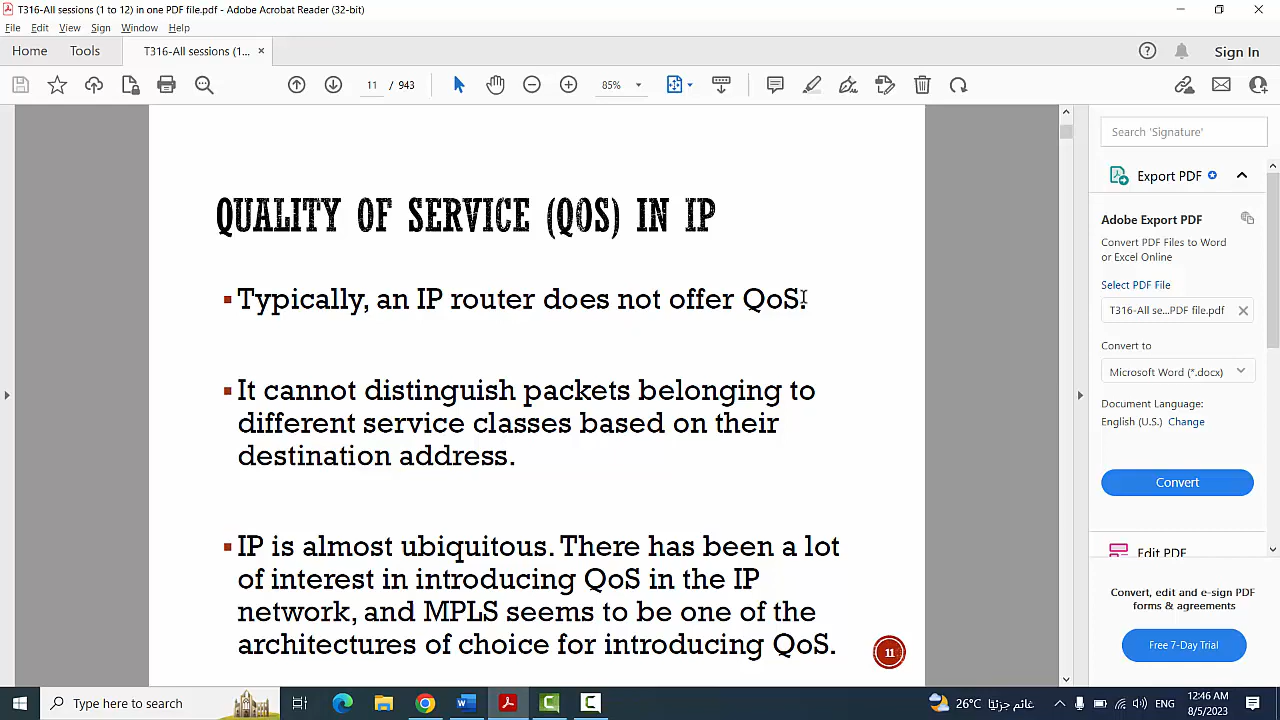 T316-All sessions (1 to 12) in one PDF file.pdf - Adobe Acrobat Reader (32-bit)
File Edit View Sign Window Help
Home Tools T316-All sessions (1... ×
Sign In
11 / 943
85%
Search 'Signature'
QUALITY OF SERVICE (QOS) IN IP
Typically, an IP router does not offer QoS.
It cannot distinguish packets belonging to
different service classes based on their
destination address.
IP is almost ubiquitous. There has been a lot
of interest in introducing QoS in the IP
network, and MPLS seems to be one of the
architectures of choice for introducing QoS.
11
Export PDF
Adobe Export PDF
Convert PDF Files to Word
or Excel Online
Select PDF File
T316-All se...PDF file.pdf
Convert to
Microsoft Word (*.docx)
Document Language:
English (U.S.) Change
Convert
Edit PDF
Convert, edit and e-sign PDF
forms & agreements
Free 7-Day Trial
Type here to search
26°C غائم جزئيًا
ENG
12:46 AM
8/5/2023